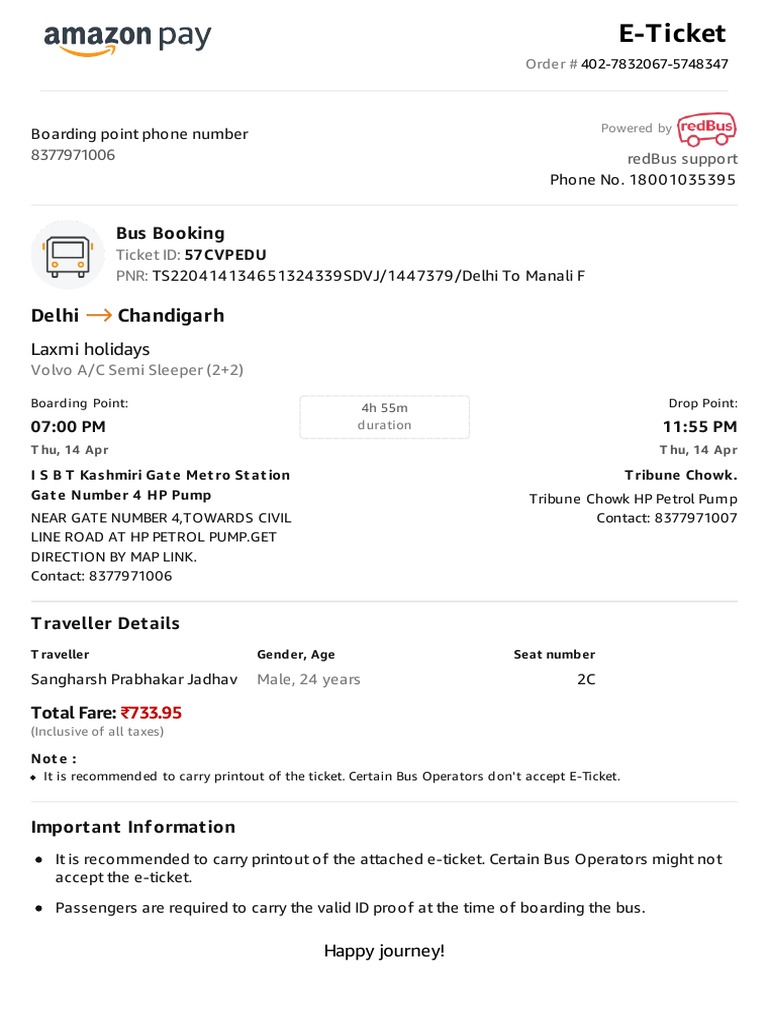 amazon pay
E-Ticket
Order # 402-7832067-5748347
Boarding point phone number
8377971006
Powered by redBus
redBus support
Phone No. 18001035395
Bus Booking
Ticket ID: 57CVPEDU
PNR: TS220414134651324339SDVJ/1447379/Delhi To Manali F
Delhi → Chandigarh
Laxmi holidays
Volvo A/C Semi Sleeper (2+2)
Boarding Point:
07:00 PM
Thu, 14 Apr
I S B T Kashmiri Gate Metro Station
Gate Number 4 HP Pump
NEAR GATE NUMBER 4,TOWARDS CIVIL
LINE ROAD AT HP PETROL PUMP.GET
DIRECTION BY MAP LINK.
Contact: 8377971006
4h 55m
duration
Drop Point:
11:55 PM
Thu, 14 Apr
Tribune Chowk.
Tribune Chowk HP Petrol Pump
Contact: 8377971007
Traveller Details
Traveller Gender, Age Seat number
Sangharsh Prabhakar Jadhav Male, 24 years 2C
Total Fare: ₹733.95
(Inclusive of all taxes)
Note :
◆ It is recommended to carry printout of the ticket. Certain Bus Operators don't accept E-Ticket.
Important Information
● It is recommended to carry printout of the attached e-ticket. Certain Bus Operators might not
accept the e-ticket.
● Passengers are required to carry the valid ID proof at the time of boarding the bus.
Happy journey!